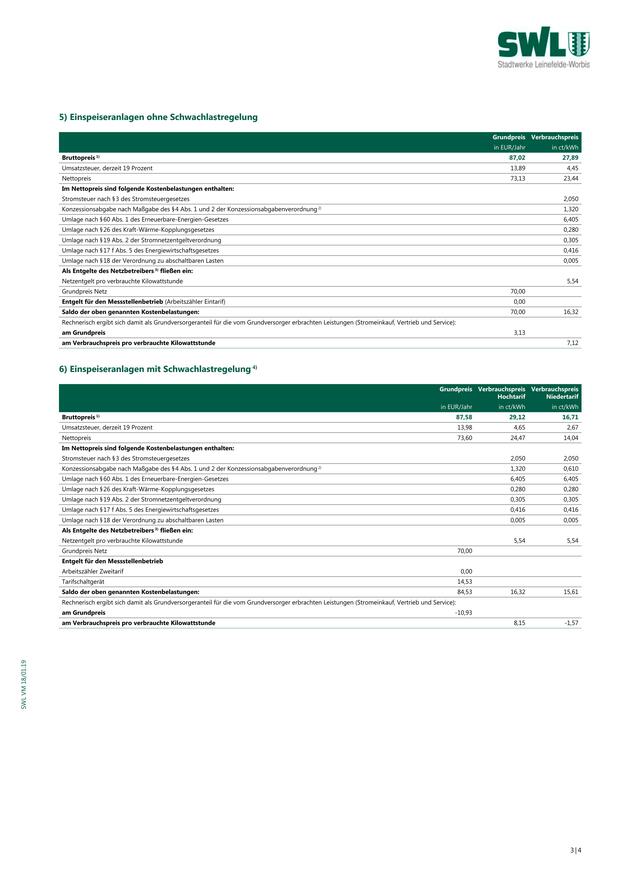 SWL
Stadtwerke Leinefelde-Worbis
5) Einspeiseranlagen ohne Schwachlastregelung
Grundpreis Verbrauchspreis
in EUR/Jahr in ct/kWh
Bruttopreis 87,02 27,89
Umsatzsteuer, derzeit 19 Prozent 13,89 4,45
Nettopreis 73,13 23,44
Im Nettopreis sind folgende Kostenbelastungen enthalten:
Stromsteuer nach §3 des Stromsteuergesetzes 2,050
Konzessionsabgabe nach Maßgabe des §4 Abs. 1 und 2 der Konzessionsabgabenverordnung 2) 1,320
Umlage nach §60 Abs. 1 des Erneuerbare-Energien-Gesetzes 6,405
Umlage nach §26 des Kraft-Wärme-Kopplungsgesetzes 0,280
Umlage nach §19 Abs. 2 der Stromnetzentgeltverordnung 0,305
Umlage nach §17 f Abs. 5 des Energiewirtschaftsgesetzes 0,416
Umlage nach §18 der Verordnung zu abschaltbaren Lasten 0,005
Als Entgelte des Netzbetreibers fließen ein:
Netzentgelt pro verbrauchte Kilowattstunde 5,54
Grundpreis Netz 70,00
Entgelt für den Messstellenbetrieb (Arbeitszähler Eintarif) 0,00
Saldo der oben genannten Kostenbelastungen: 70,00 16,32
Rechnerisch ergibt sich damit als Grundversorgeranteil für die vom Grundversorger erbrachten Leistungen (Stromeinkauf, Vertrieb und Service):
am Grundpreis 3,13
am Verbrauchspreis pro verbrauchte Kilowattstunde 7,12
6) Einspeiseranlagen mit Schwachlastregelung 4)
Grundpreis Verbrauchspreis Verbrauchspreis
Hochtarif Niedertarif
in EUR/Jahr in ct/kWh in ct/kWh
Bruttopreis 87,58 29,12 16,71
Umsatzsteuer, derzeit 19 Prozent 13,98 4,65 2,67
Nettopreis 73,60 24,47 14,04
Im Nettopreis sind folgende Kostenbelastungen enthalten:
Stromsteuer nach §3 des Stromsteuergesetzes 2,050 2,050
Konzessionsabgabe nach Maßgabe des §4 Abs. 1 und 2 der Konzessionsabgabenverordnung 2) 1,320 0,610
Umlage nach §60 Abs. 1 des Erneuerbare-Energien-Gesetzes 6,405 6,405
Umlage nach §26 des Kraft-Wärme-Kopplungsgesetzes 0,280 0,280
Umlage nach §19 Abs. 2 der Stromnetzentgeltverordnung 0,305 0,305
Umlage nach §17 f Abs. 5 des Energiewirtschaftsgesetzes 0,416 0,416
Umlage nach §18 der Verordnung zu abschaltbaren Lasten 0,005 0,005
Als Entgelte des Netzbetreibers fließen ein:
Netzentgelt pro verbrauchte Kilowattstunde 5,54 5,54
Grundpreis Netz 70,00
Entgelt für den Messstellenbetrieb
Arbeitszähler Zweitarif 0,00
Tarifschaltgerät 14,53
Saldo der oben genannten Kostenbelastungen: 84,53 16,32 15,61
Rechnerisch ergibt sich damit als Grundversorgeranteil für die vom Grundversorger erbrachten Leistungen (Stromeinkauf, Vertrieb und Service):
am Grundpreis -10,93
am Verbrauchspreis pro verbrauchte Kilowattstunde 8,15 -1,57
SWL VM 18/01.19
3|4